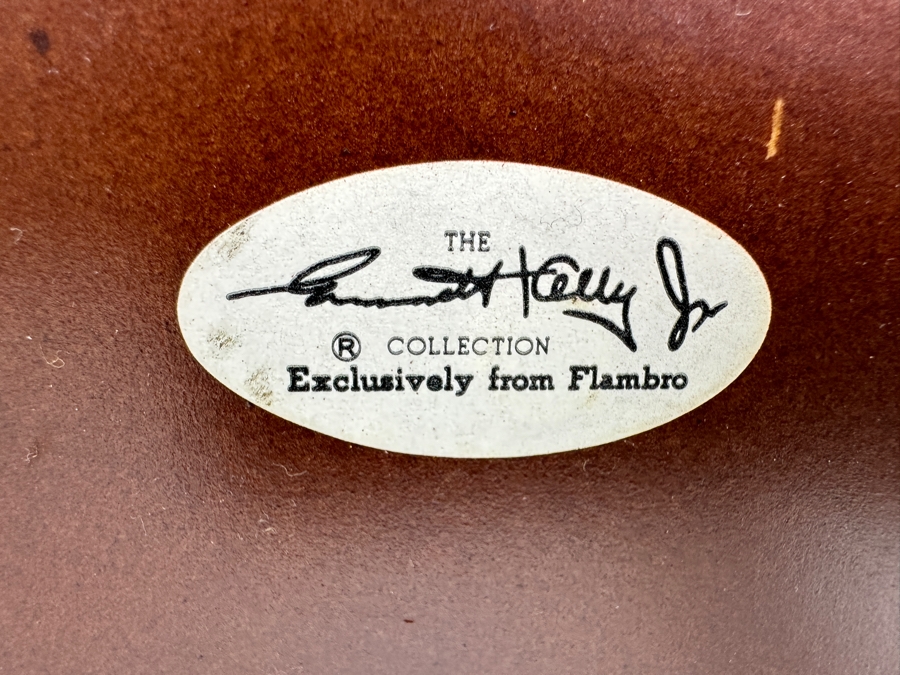 THE
Emmett Kelly Jr
® COLLECTION
Exclusively from Flambro